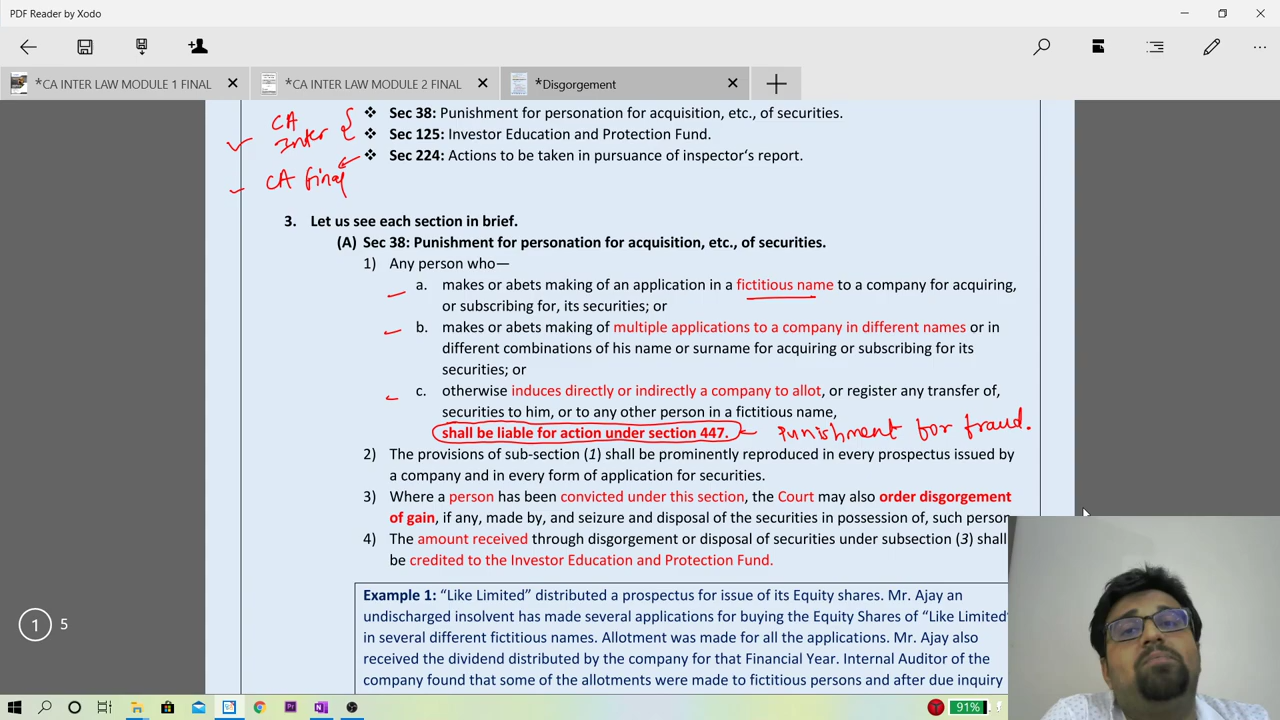 PDF Reader by Xodo
*CA INTER LAW MODULE 1 FINAL
*CA INTER LAW MODULE 2 FINAL
*Disgorgement
CA Inter
❖ Sec 38: Punishment for personation for acquisition, etc., of securities.
❖ Sec 125: Investor Education and Protection Fund.
❖ Sec 224: Actions to be taken in pursuance of inspector‘s report.
CA final
3. Let us see each section in brief.
(A) Sec 38: Punishment for personation for acquisition, etc., of securities.
1) Any person who—
a. makes or abets making of an application in a fictitious name to a company for acquiring,
or subscribing for, its securities; or
b. makes or abets making of multiple applications to a company in different names or in
different combinations of his name or surname for acquiring or subscribing for its
securities; or
c. otherwise induces directly or indirectly a company to allot, or register any transfer of,
securities to him, or to any other person in a fictitious name,
shall be liable for action under section 447. Punishment for fraud.
2) The provisions of sub-section (1) shall be prominently reproduced in every prospectus issued by
a company and in every form of application for securities.
3) Where a person has been convicted under this section, the Court may also order disgorgement
of gain, if any, made by, and seizure and disposal of the securities in possession of, such person
4) The amount received through disgorgement or disposal of securities under subsection (3) shall
be credited to the Investor Education and Protection Fund.
Example 1: “Like Limited” distributed a prospectus for issue of its Equity shares. Mr. Ajay an
undischarged insolvent has made several applications for buying the Equity Shares of “Like Limited
in several different fictitious names. Allotment was made for all the applications. Mr. Ajay also
received the dividend distributed by the company for that Financial Year. Internal Auditor of the
company found that some of the allotments were made to fictitious persons and after due inquiry
1 5
91%